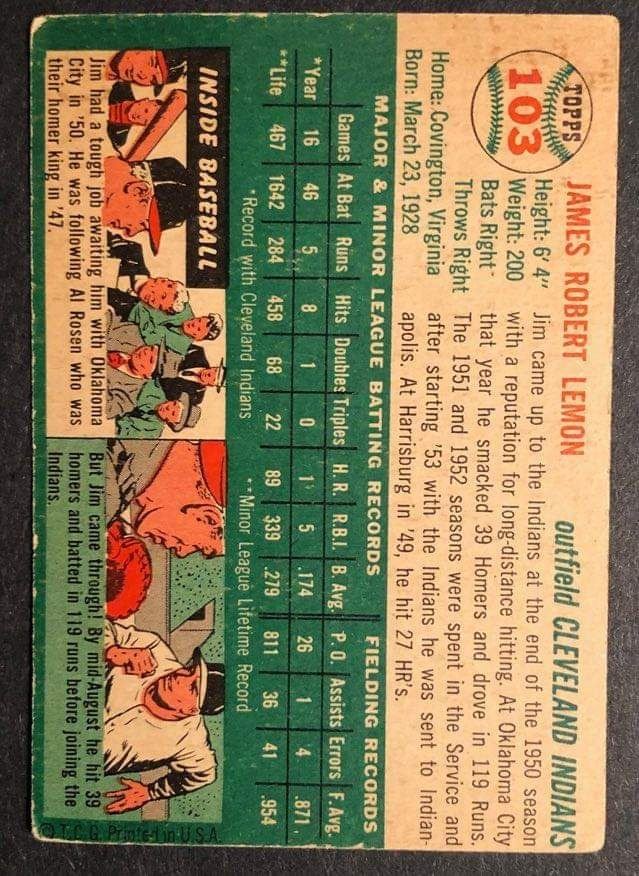 TOPPS
103
JAMES ROBERT LEMON
outfield CLEVELAND INDIANS
Height: 6'4"
Weight: 200
Bats Right
Throws Right
Home: Covington, Virginia
Born: March 23, 1928
Jim came up to the Indians at the end of the 1950 season
with a reputation for long-distance hitting. At Oklahoma City
that year he smacked 39 Homers and drove in 119 Runs.
The 1951 and 1952 seasons were spent in the Service and
after starting '53 with the Indians he was sent to Indian-
apolis. At Harrisburg in '49, he hit 27 HR's.
MAJOR & MINOR LEAGUE BATTING RECORDS FIELDING RECORDS
Games At Bat Runs Hits Doubles Triples H.R. R.B.I. B. Avg. P.O. Assists Errors F. Avg.
*Year 16 46 5 8 1 0 1 5 .174 26 1 4 .871
**Life 467 1642 284 458 68 22 89 339 .279 811 36 41 .954
*Record with Cleveland Indians **Minor League Lifetime Record
INSIDE BASEBALL
Jim had a tough job awaiting him with Oklahoma
City in '50. He was following Al Rosen who was
their homer king in '47.
But Jim came through! By mid-August he hit 39
homers and batted in 119 runs before joining the
Indians.
© T.C.G. Printed in U.S.A.